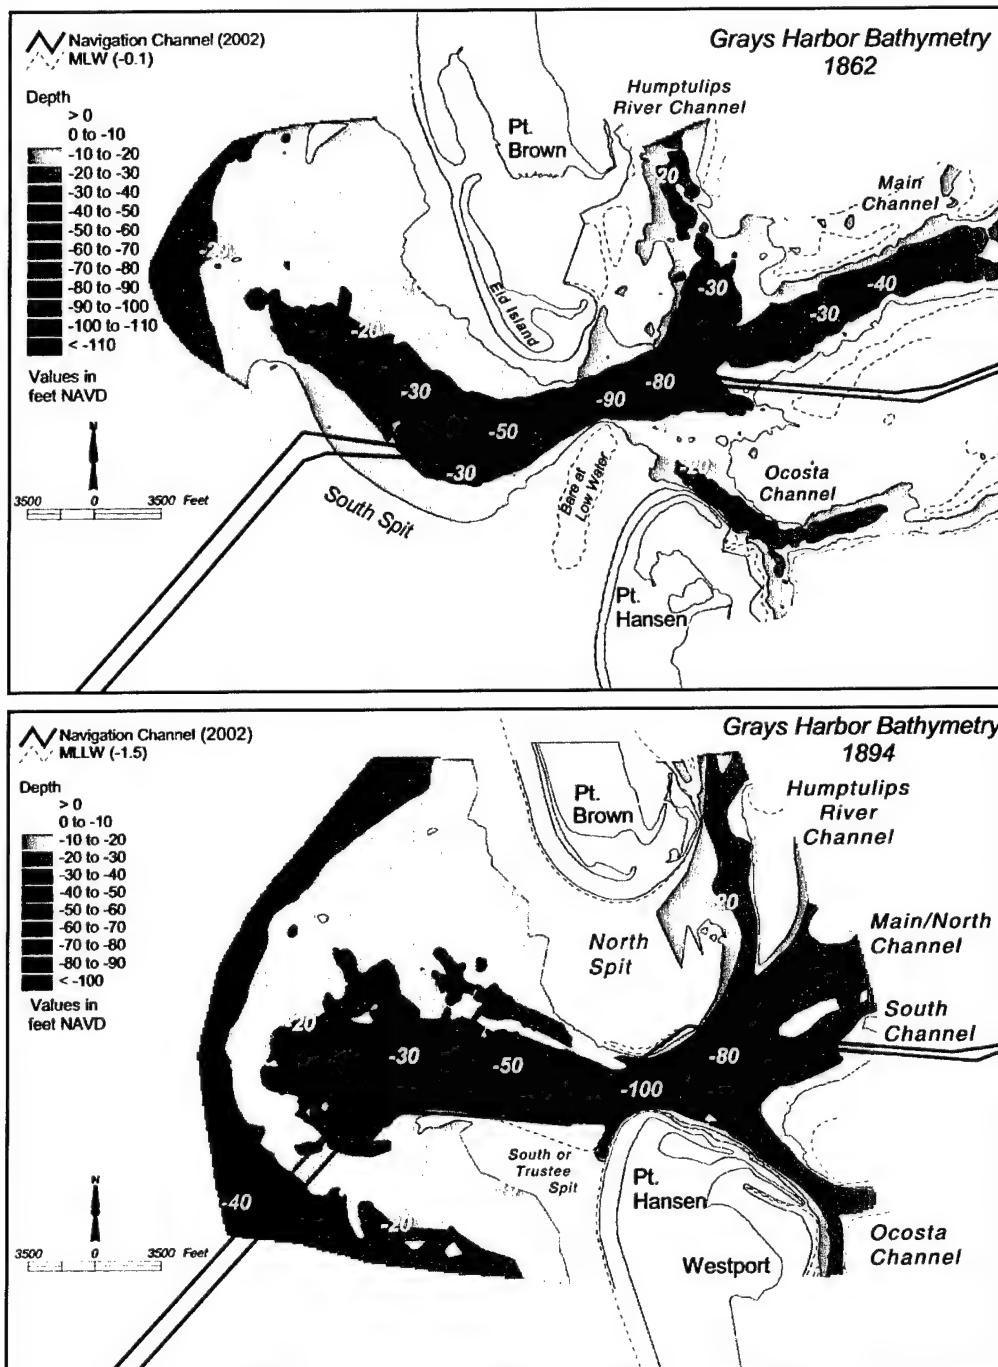 Grays Harbor Bathymetry
1862
Navigation Channel (2002)
MLW (-0.1)
Depth
> 0
0 to -10
-10 to -20
-20 to -30
-30 to -40
-40 to -50
-50 to -60
-60 to -70
-70 to -80
-80 to -90
-90 to -100
-100 to -110
< -110
Values in
feet NAVD
N
3500 0 3500 Feet
Humptulips
River Channel
Pt.
Brown
Main
Channel
Eld Island
South Spit
Bare at
Low Water
Ocosta
Channel
Pt.
Hansen
-20
20
-30
-40
-30
-20
-80
-90
-30
-50
-30
Grays Harbor Bathymetry
1894
Navigation Channel (2002)
MLLW (-1.5)
Depth
> 0
0 to -10
-10 to -20
-20 to -30
-30 to -40
-40 to -50
-50 to -60
-60 to -70
-70 to -80
-80 to -90
< -100
Values in
feet NAVD
N
3500 0 3500 Feet
Pt.
Brown
Humptulips
River
Channel
North
Spit
Main/North
Channel
South
Channel
South or
Trustee
Spit
Pt.
Hansen
Westport
Ocosta
Channel
20
-20
-30
-50
-80
-100
-40
-20